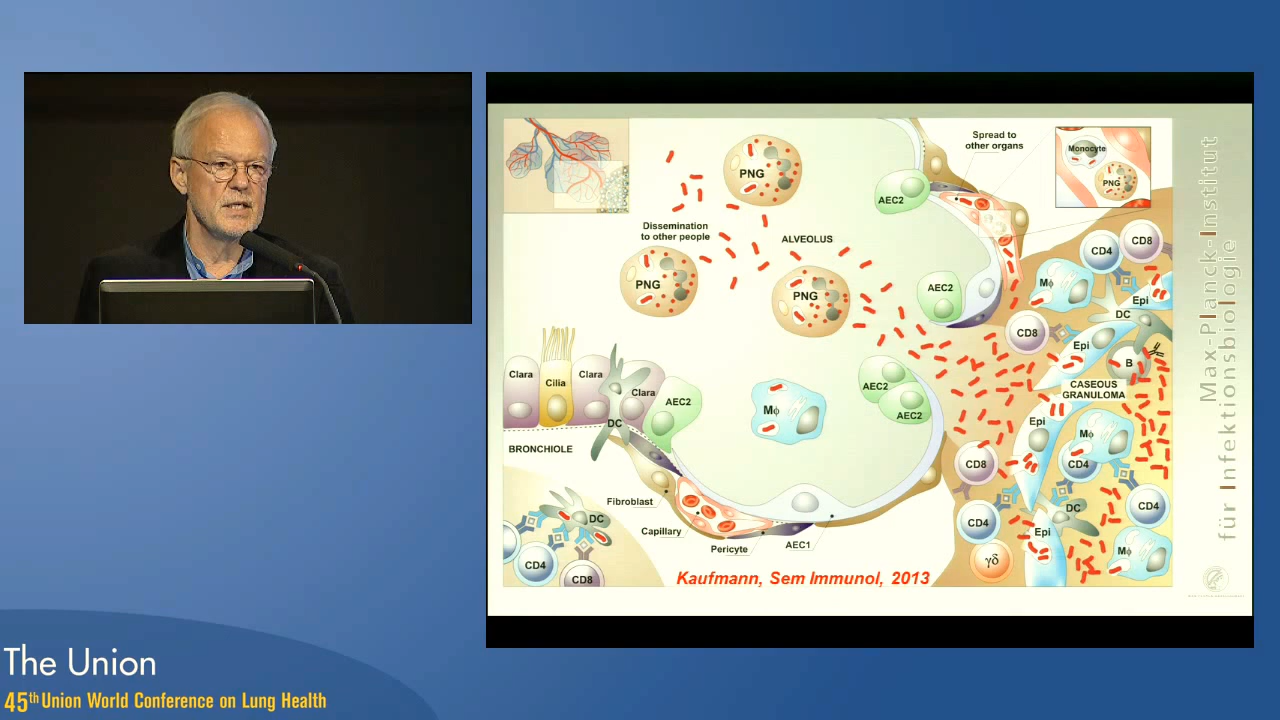 Spread to
other organs
Monocyte
PNG
PNG
AEC2
Dissemination
to other people
ALVEOLUS
CD4
CD8
PNG
PNG
AEC2
Mϕ
Epi
DC
CD8
Epi
B
Clara
Cilia
Clara
Clara
AEC2
Mϕ
AEC2
AEC2
CASEOUS
GRANULOMA
DC
Epi
Mϕ
BRONCHIOLE
CD8
CD4
Fibroblast
DC
CD4
CD4
DC
Capillary
Epi
Pericyte
AEC1
γδ
Mϕ
CD4
CD8
Kaufmann, Sem Immunol, 2013
Max-Planck-Institut
für Infektionsbiologie
The Union
45th Union World Conference on Lung Health